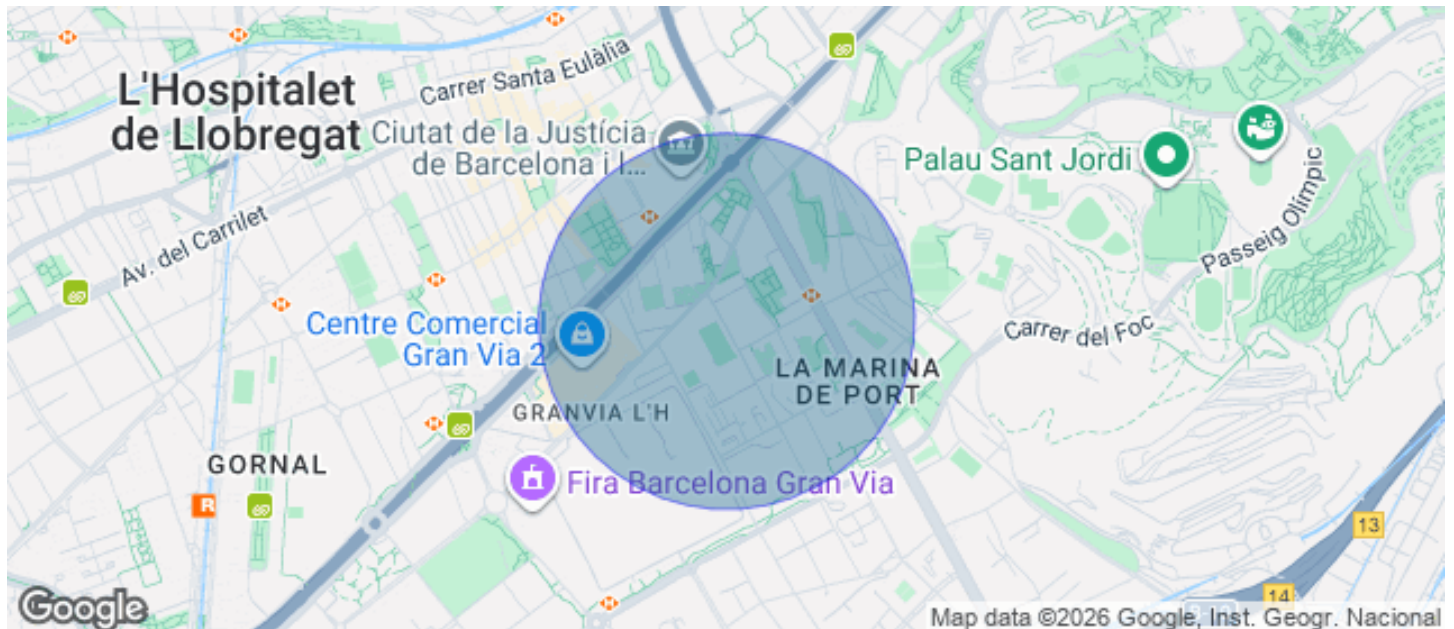 L'Hospitalet
de Llobregat
Carrer Santa Eulàlia
Ciutat de la Justícia
de Barcelona i l...
Palau Sant Jordi
Av. del Carrilet
Passeig Olímpic
Centre Comercial
Gran Via 2
Carrer del Foc
LA MARINA
DE PORT
GRANVIA L'H
GORNAL
Fira Barcelona Gran Via
R
13
14
Google
Map data ©2026 Google, Inst. Geogr. Nacional